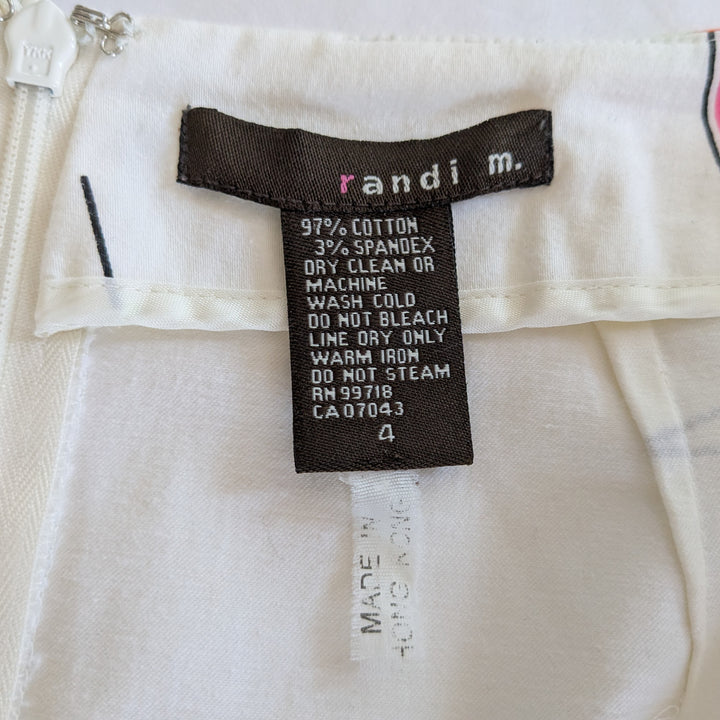 YKK
randi m.
97% COTTON
3% SPANDEX
DRY CLEAN OR
MACHINE
WASH COLD
DO NOT BLEACH
LINE DRY ONLY
WARM IRON
DO NOT STEAM
RN 99718
CA 07043
4
MADE IN
HONG KONG